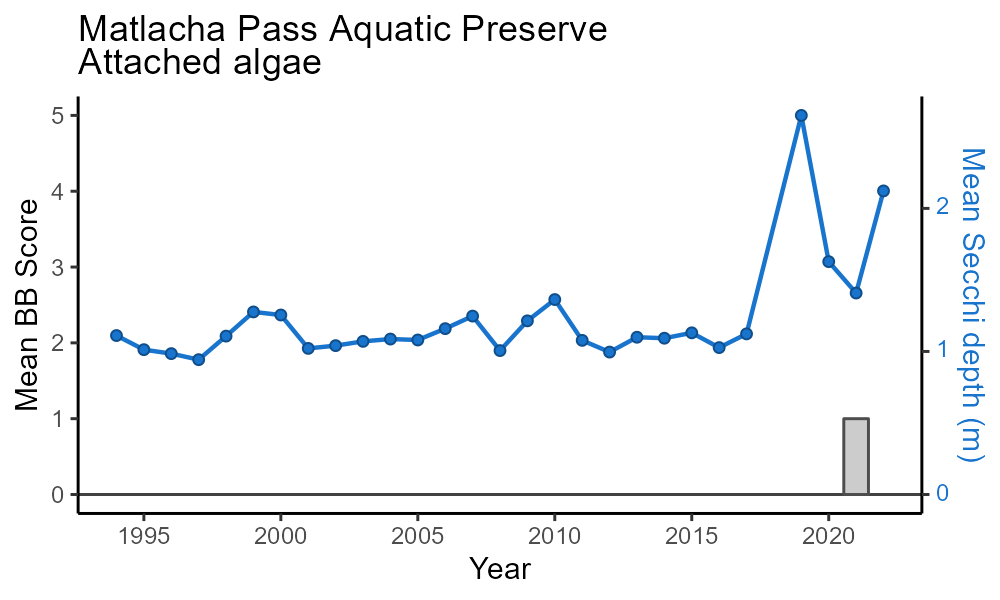 Matlacha Pass Aquatic Preserve
Attached algae
Mean BB Score
5
4
3
2
1
0
2
1
0
Mean Secchi depth (m)
1995 2000 2005 2010 2015 2020
Year